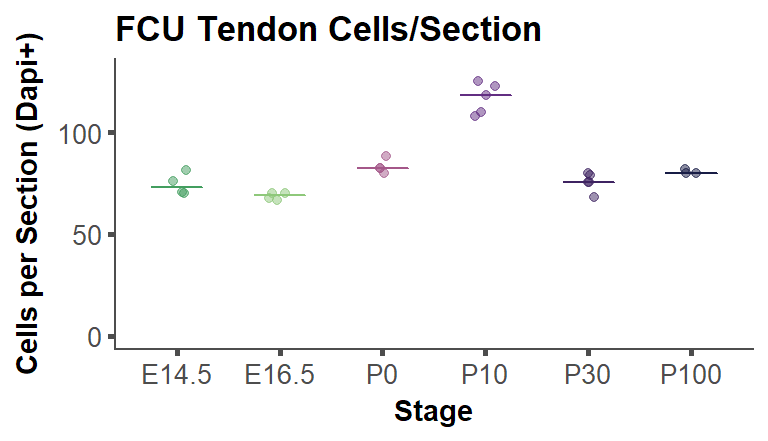 FCU Tendon Cells/Section
Cells per Section (Dapi+)
100
50
0
E14.5 E16.5 P0 P10 P30 P100
Stage